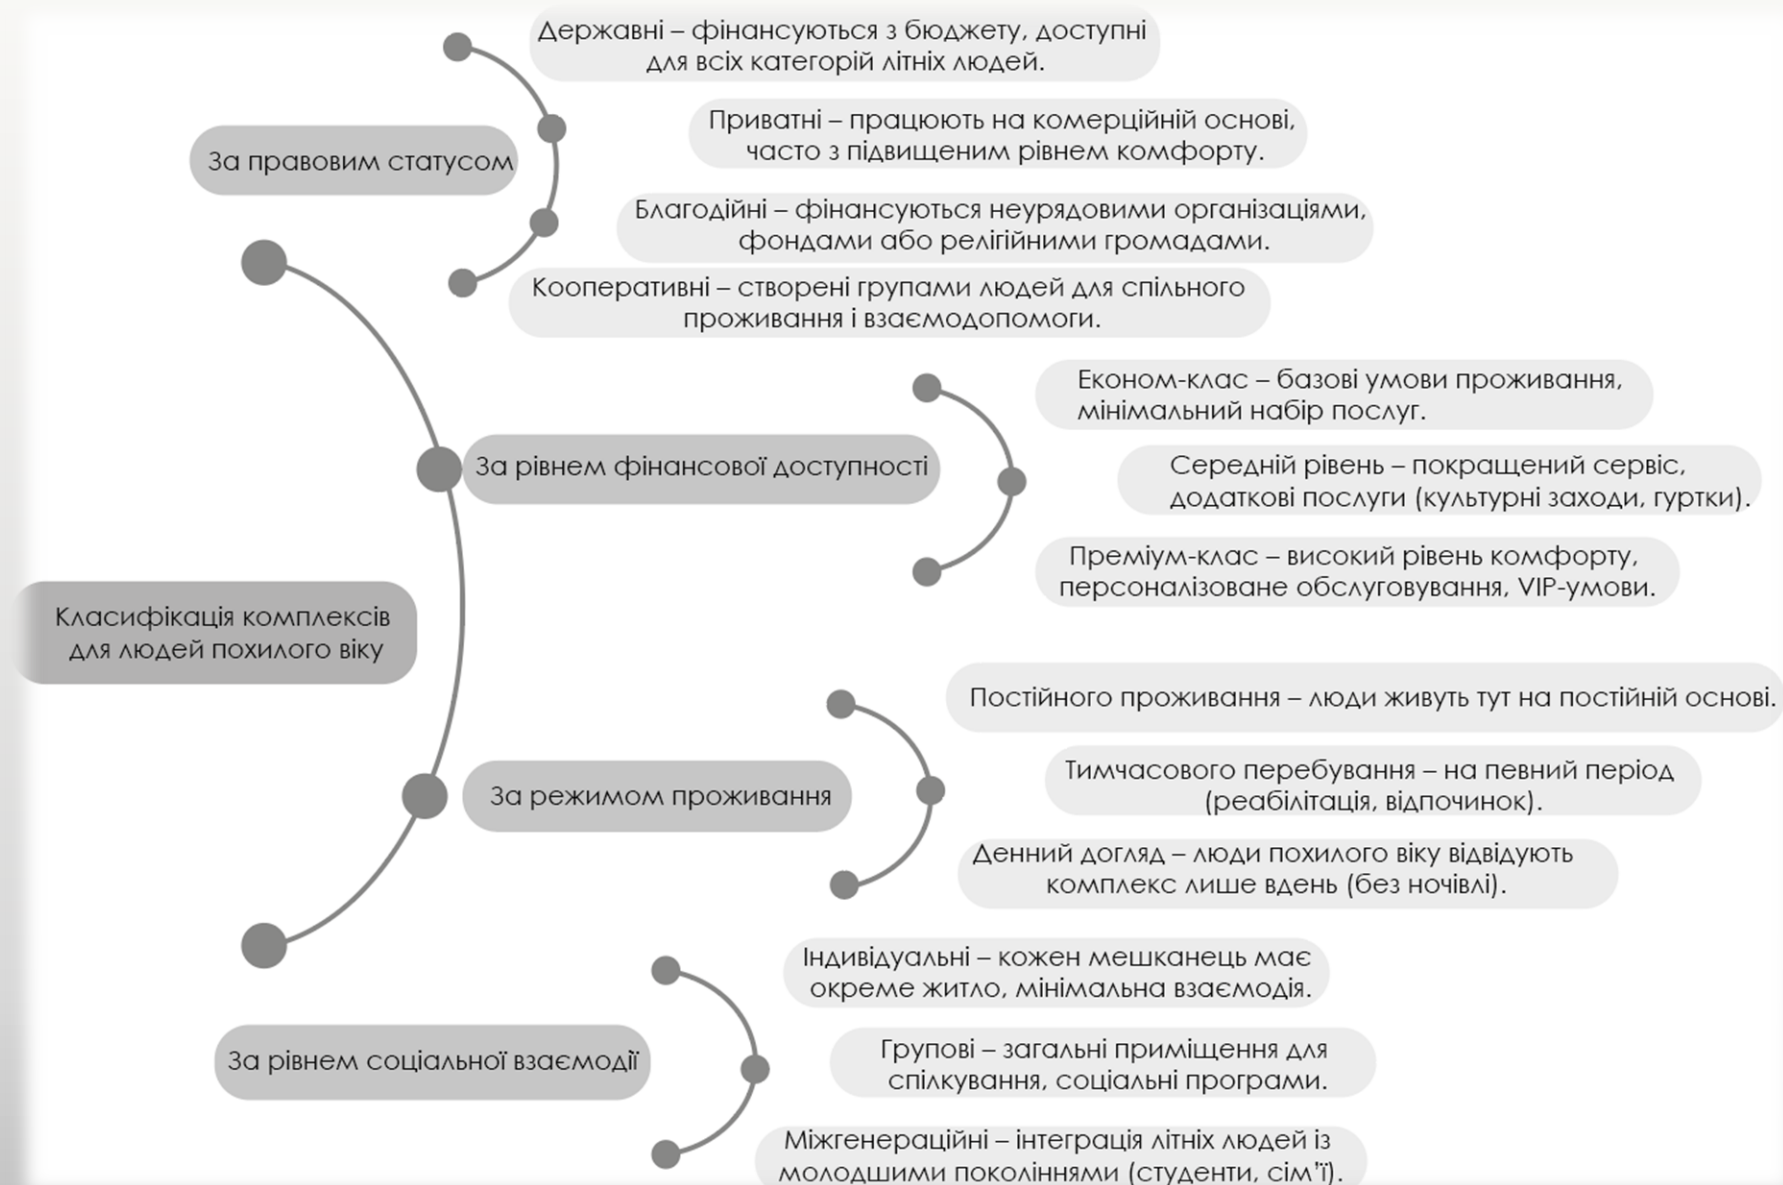 Класифікація комплексів
для людей похилого віку
За правовим статусом
Державні – фінансуються з бюджету, доступні
для всіх категорій літніх людей.
Приватні – працюють на комерційній основі,
часто з підвищеним рівнем комфорту.
Благодійні – фінансуються неурядовими організаціями,
фондами або релігійними громадами.
Кооперативні – створені групами людей для спільного
проживання і взаємодопомоги.
За рівнем фінансової доступності
Економ-клас – базові умови проживання,
мінімальний набір послуг.
Середній рівень – покращений сервіс,
додаткові послуги (культурні заходи, гуртки).
Преміум-клас – високий рівень комфорту,
персоналізоване обслуговування, VIP-умови.
За режимом проживання
Постійного проживання – люди живуть тут на постійній основі.
Тимчасового перебування – на певний період
(реабілітація, відпочинок).
Денний догляд – люди похилого віку відвідують
комплекс лише вдень (без ночівлі).
За рівнем соціальної взаємодії
Індивідуальні – кожен мешканець має
окреме житло, мінімальна взаємодія.
Групові – загальні приміщення для
спілкування, соціальні програми.
Міжгенераційні – інтеграція літніх людей із
молодшими поколіннями (студенти, сім’ї).